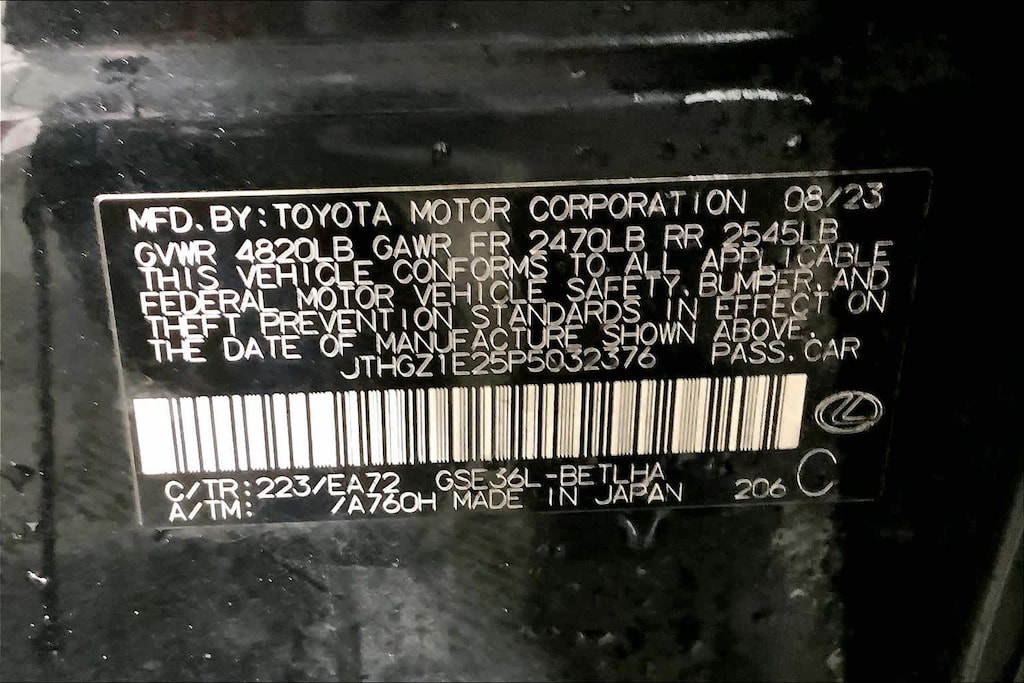 MFD. BY: TOYOTA MOTOR CORPORATION 08/23
GVWR 4820LB GAWR FR 2470LB RR 2545LB
THIS VEHICLE CONFORMS TO ALL APPLICABLE
FEDERAL MOTOR VEHICLE SAFETY, BUMPER, AND
THEFT PREVENTION STANDARDS IN EFFECT ON
THE DATE OF MANUFACTURE SHOWN ABOVE.
JTHGZ1E25P5032376 PASS. CAR
C/TR: 223/EA72 GSE36L-BETLHA
A/TM: /A760H MADE IN JAPAN 206 C